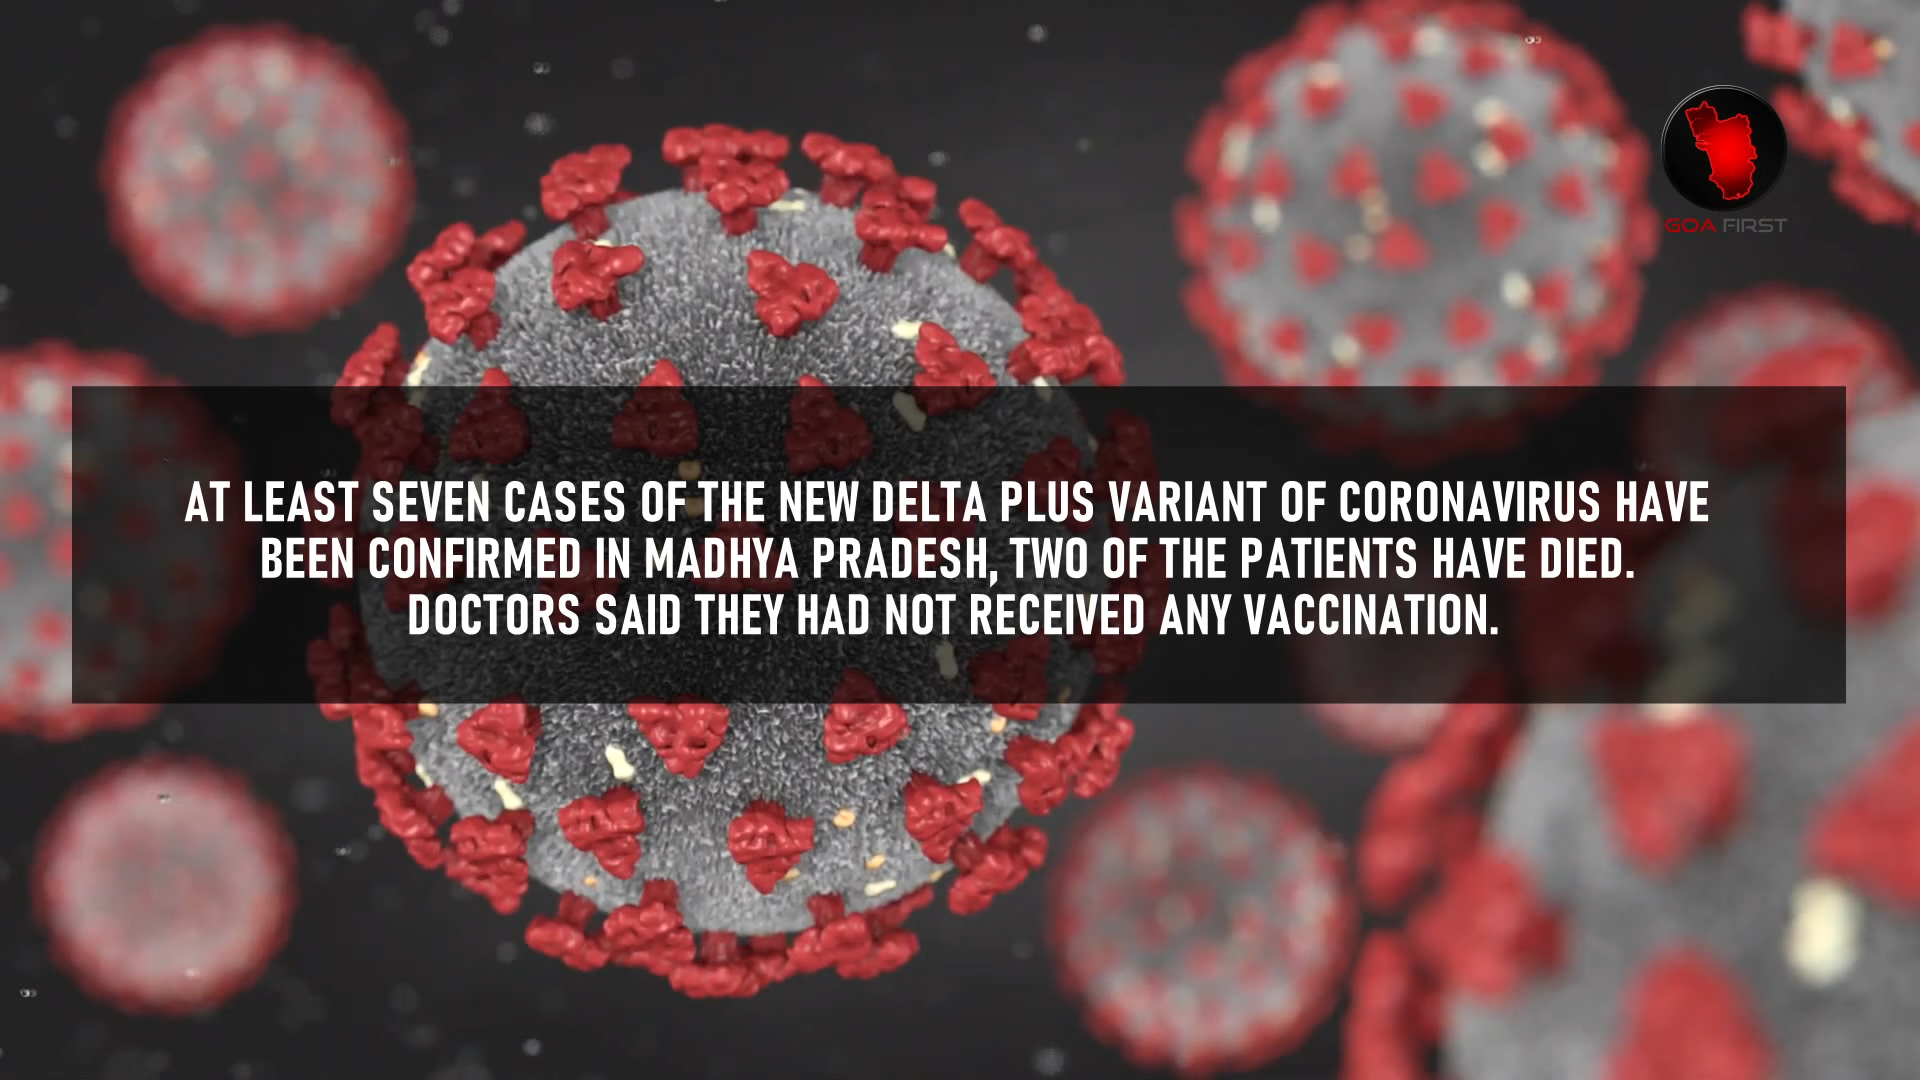 GOA FIRST
AT LEAST SEVEN CASES OF THE NEW DELTA PLUS VARIANT OF CORONAVIRUS HAVE
BEEN CONFIRMED IN MADHYA PRADESH, TWO OF THE PATIENTS HAVE DIED.
DOCTORS SAID THEY HAD NOT RECEIVED ANY VACCINATION.